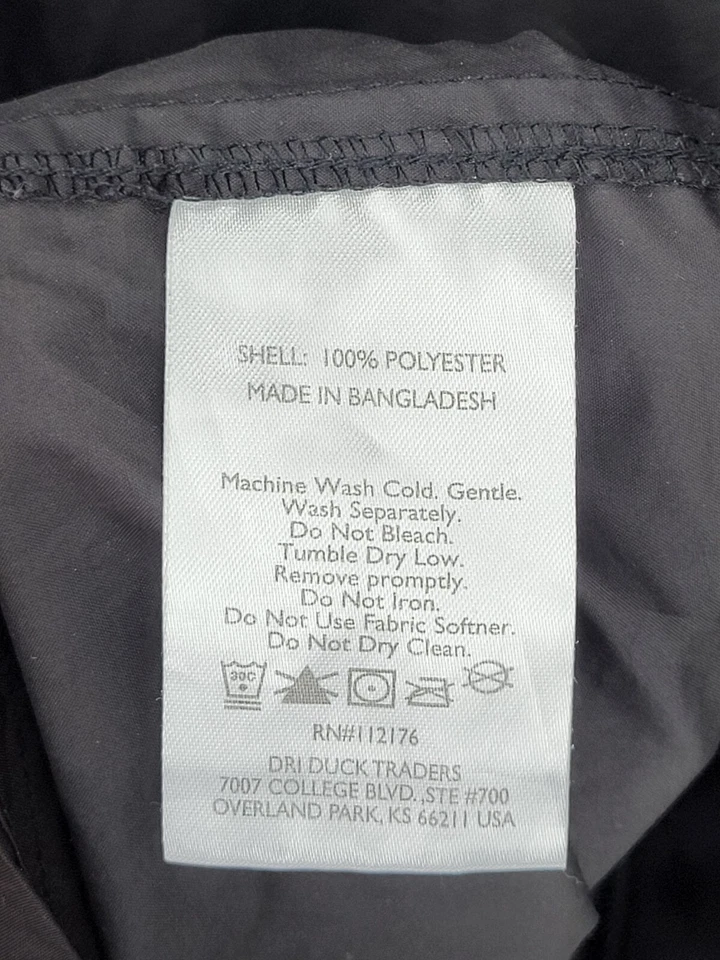 SHELL: 100% POLYESTER
MADE IN BANGLADESH
Machine Wash Cold. Gentle.
Wash Separately.
Do Not Bleach.
Tumble Dry Low.
Remove promptly.
Do Not Iron.
Do Not Use Fabric Softner.
Do Not Dry Clean.
30C
RN#112176
DRI DUCK TRADERS
7007 COLLEGE BLVD.,STE #700
OVERLAND PARK, KS 66211 USA